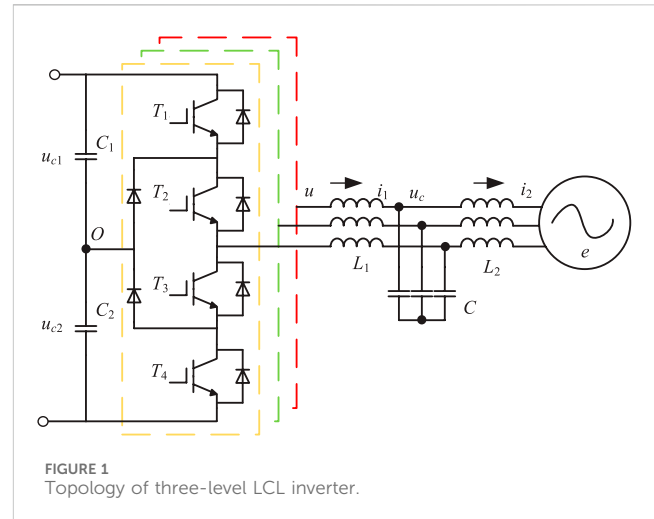 T1
C1
uc1
u
i1
uc
i2
T2
O
e
L1
L2
T3
C2
uc2
C
T4
FIGURE 1
Topology of three-level LCL inverter.